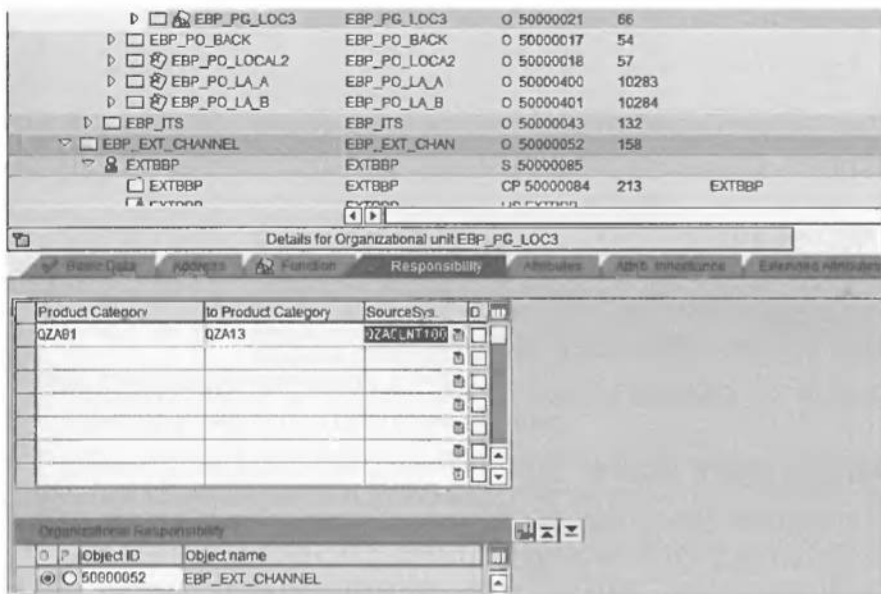 EBP_PG_LOC3 EBP_PG_LOC3 O 50000021 66
EBP_PO_BACK EBP_PO_BACK O 50000017 54
EBP_PO_LOCAL2 EBP_PO_LOCA2 O 50000018 57
EBP_PO_LA_A EBP_PO_LA_A O 50000400 10283
EBP_PO_LA_B EBP_PO_LA_B O 50000401 10284
EBP_ITS EBP_ITS O 50000043 132
EBP_EXT_CHANNEL EBP_EXT_CHAN O 50000052 158
EXTBBP EXTBBP S 50000085
EXTBBP EXTBBP CP 50000084 213 EXTBBP
Details for Organizational unit EBP_PG_LOC3
Basic Data Address Function Responsibility Attributes Attrib. Inheritance Extended Attributes
Product Category to Product Category SourceSys. D
QZA13 QZACLNT100
Organizational Responsibility
O P Object ID Object name
50000052 EBP_EXT_CHANNEL